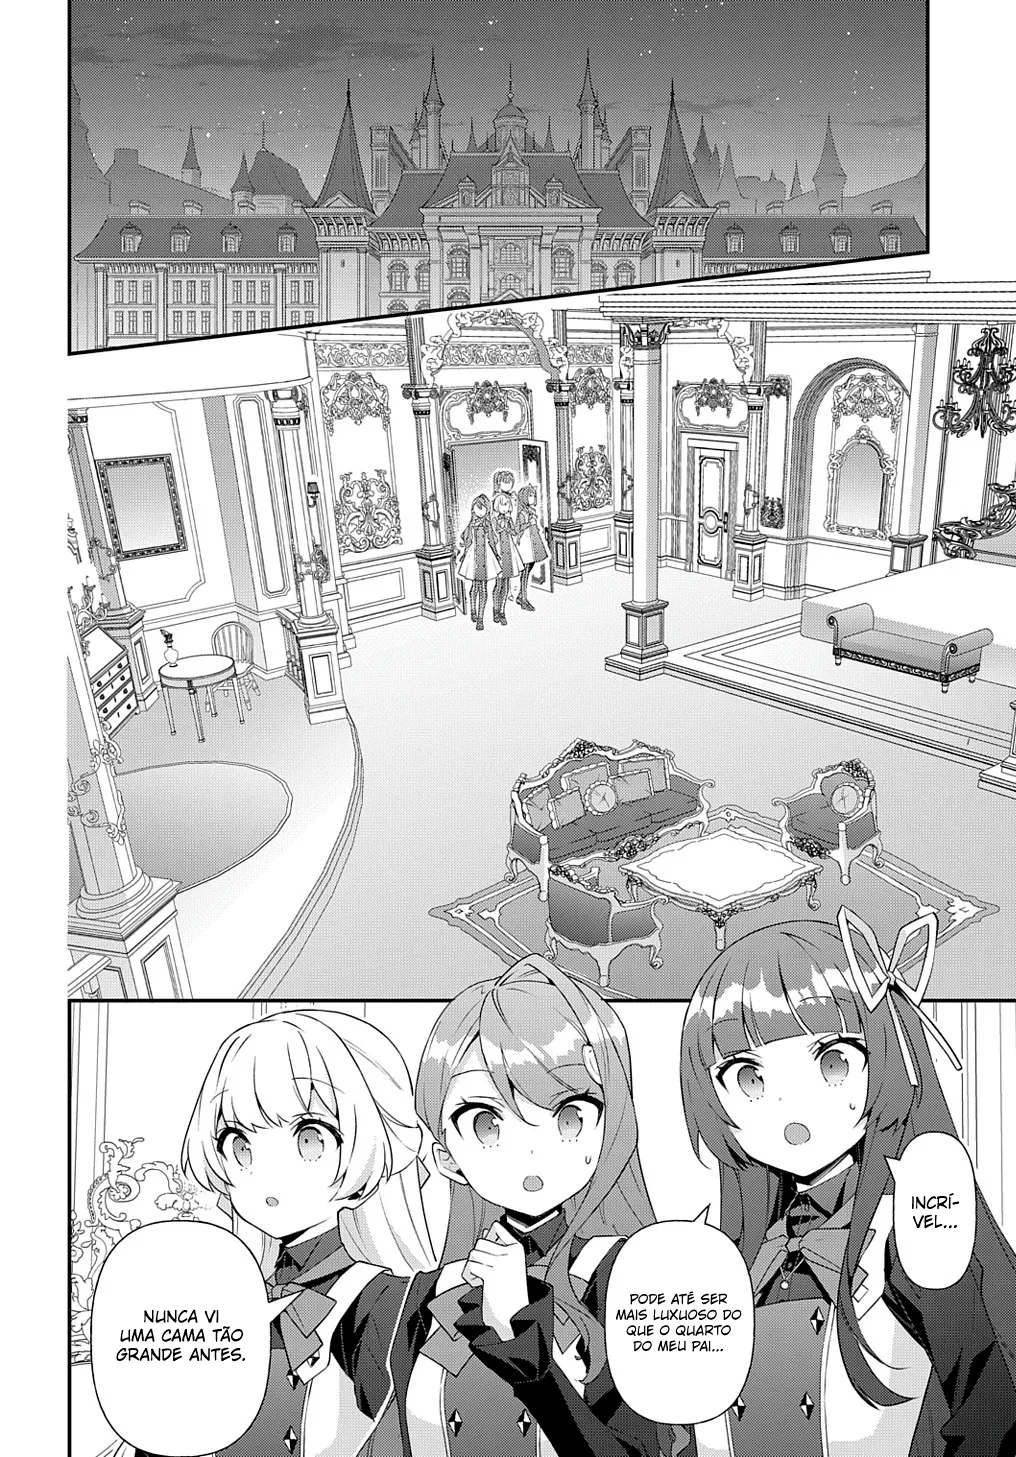 INCRÍ-
VEL...
PODE ATÉ SER
MAIS LUXUOSO DO
QUE O QUARTO
DO MEU PAI...
NUNCA VI
UMA CAMA TÃO
GRANDE ANTES.